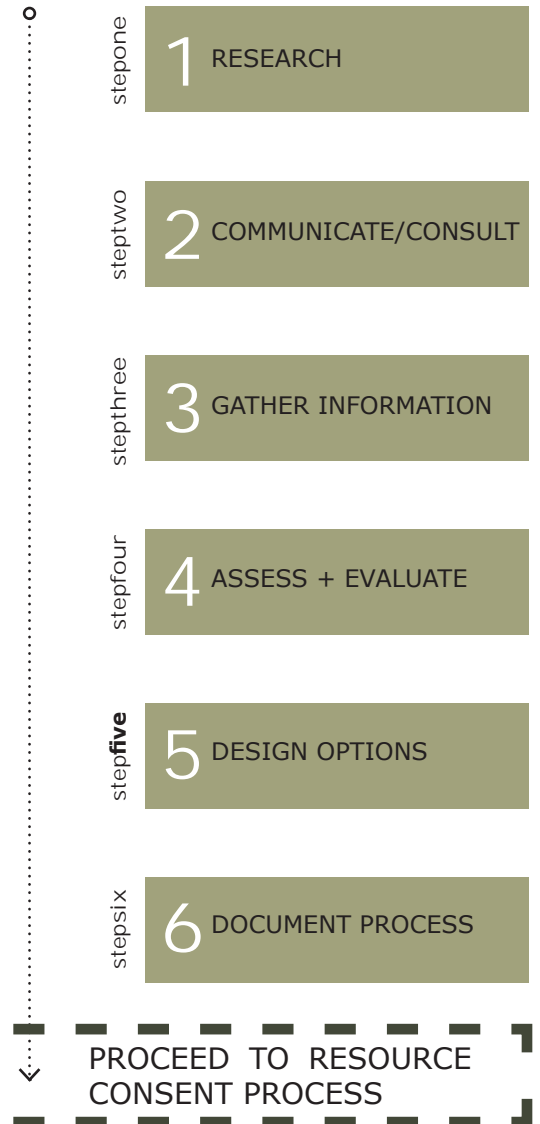 stepone
1 RESEARCH
steptwo
2 COMMUNICATE/CONSULT
stepthree
3 GATHER INFORMATION
stepfour
4 ASSESS + EVALUATE
stepfive
5 DESIGN OPTIONS
stepsix
6 DOCUMENT PROCESS
PROCEED TO RESOURCE
CONSENT PROCESS